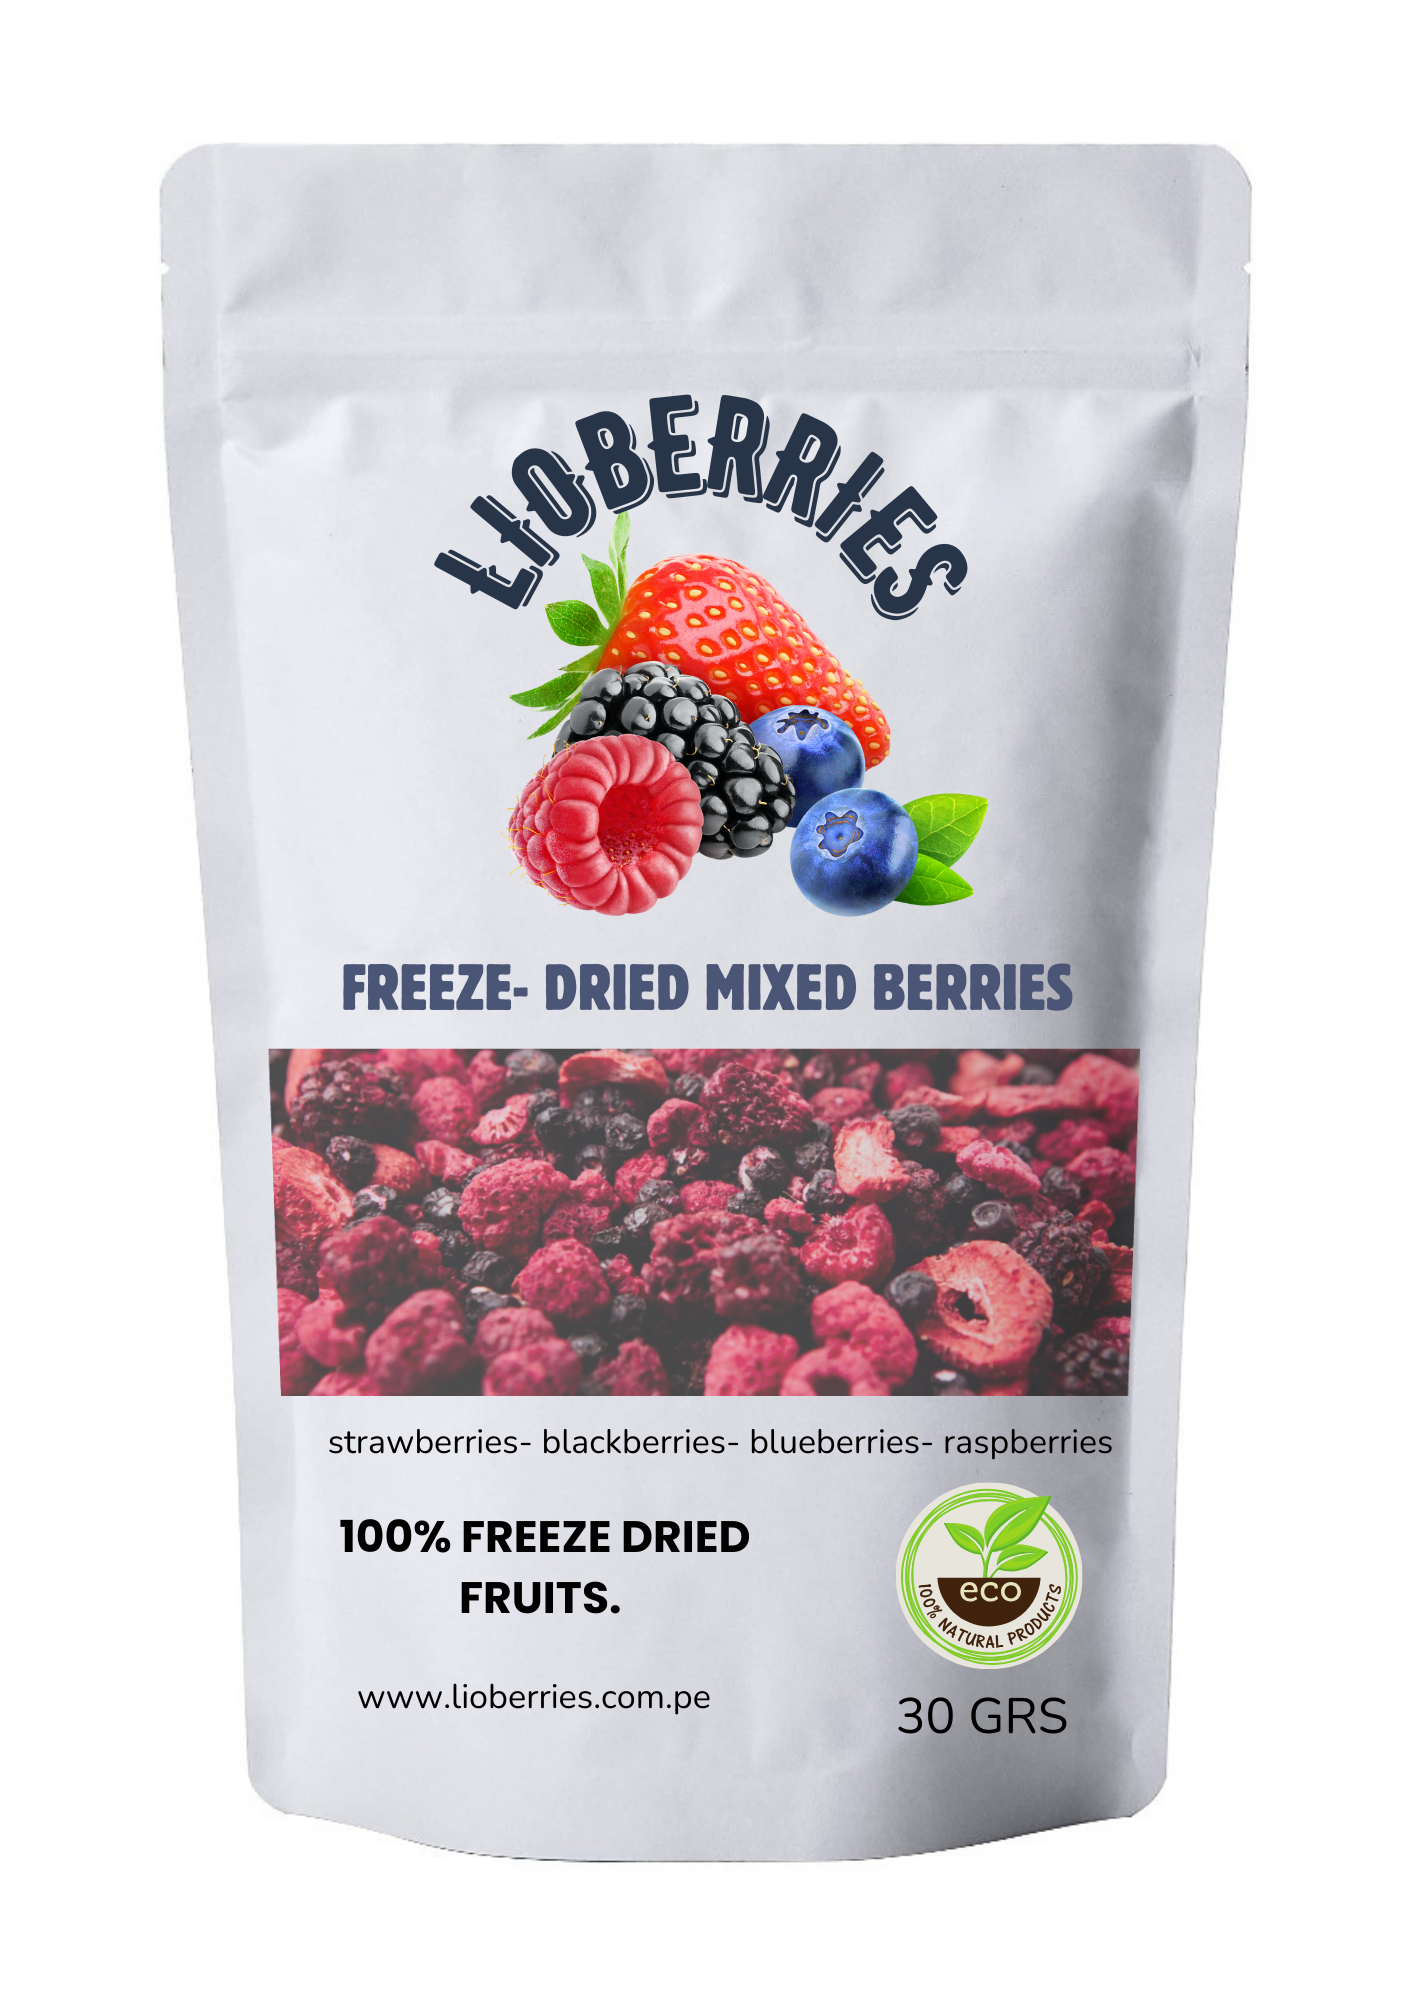 LIOBERRIES
FREEZE- DRIED MIXED BERRIES
strawberries- blackberries- blueberries- raspberries
100% FREEZE DRIED
FRUITS.
eco
100% NATURAL PRODUCTS
www.lioberries.com.pe
30 GRS